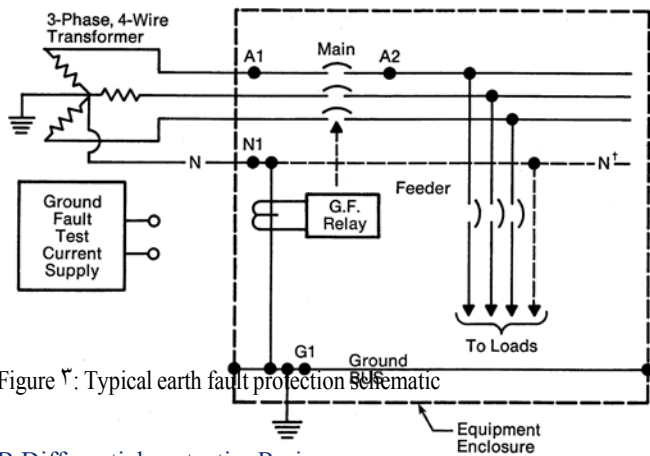 3-Phase, 4-Wire
Transformer
A1
Main
A2
N
N1
N†
Feeder
G.F.
Relay
Ground
Fault
Test
Current
Supply
To Loads
G1
Ground
BUS
Figure ۳: Typical earth fault protection schematic
Equipment
Enclosure